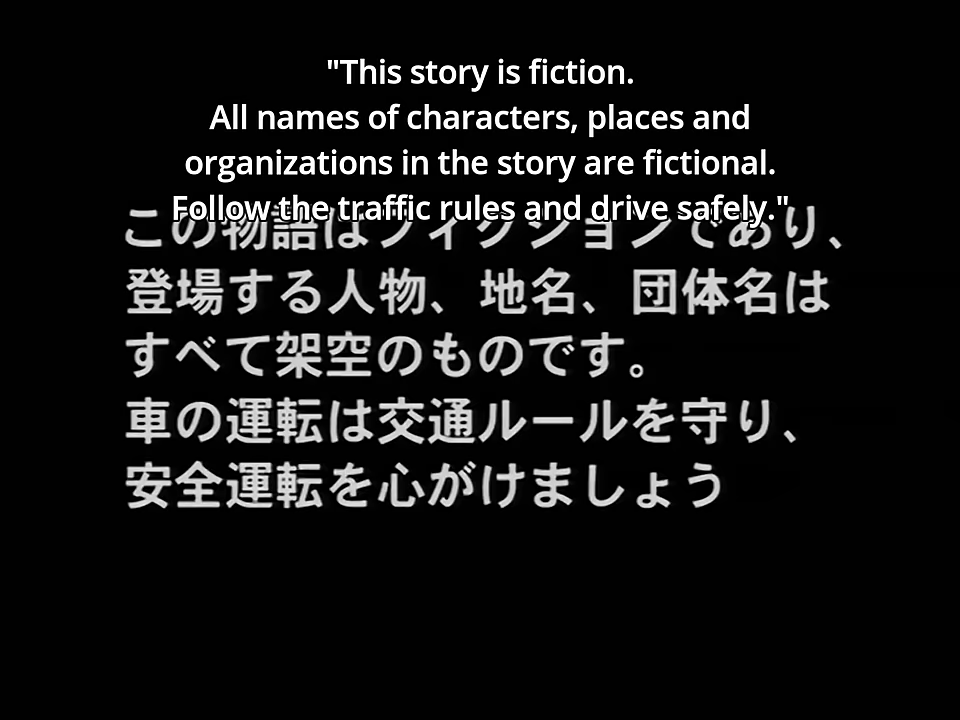 "This story is fiction.
All names of characters, places and
organizations in the story are fictional.
Follow the traffic rules and drive safely."
この物語はフィクションであり、
登場する人物、地名、団体名は
すべて架空のものです。
車の運転は交通ルールを守り、
安全運転を心がけましょう